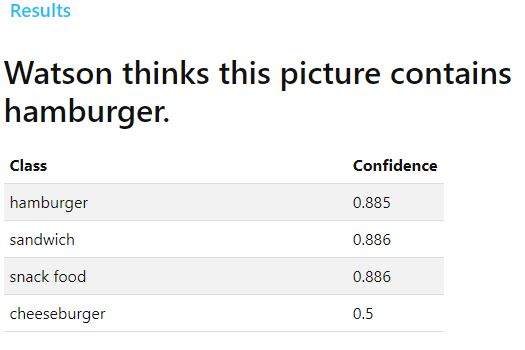 Results
Watson thinks this picture contains
hamburger.
Class Confidence
hamburger 0.885
sandwich 0.886
snack food 0.886
cheeseburger 0.5